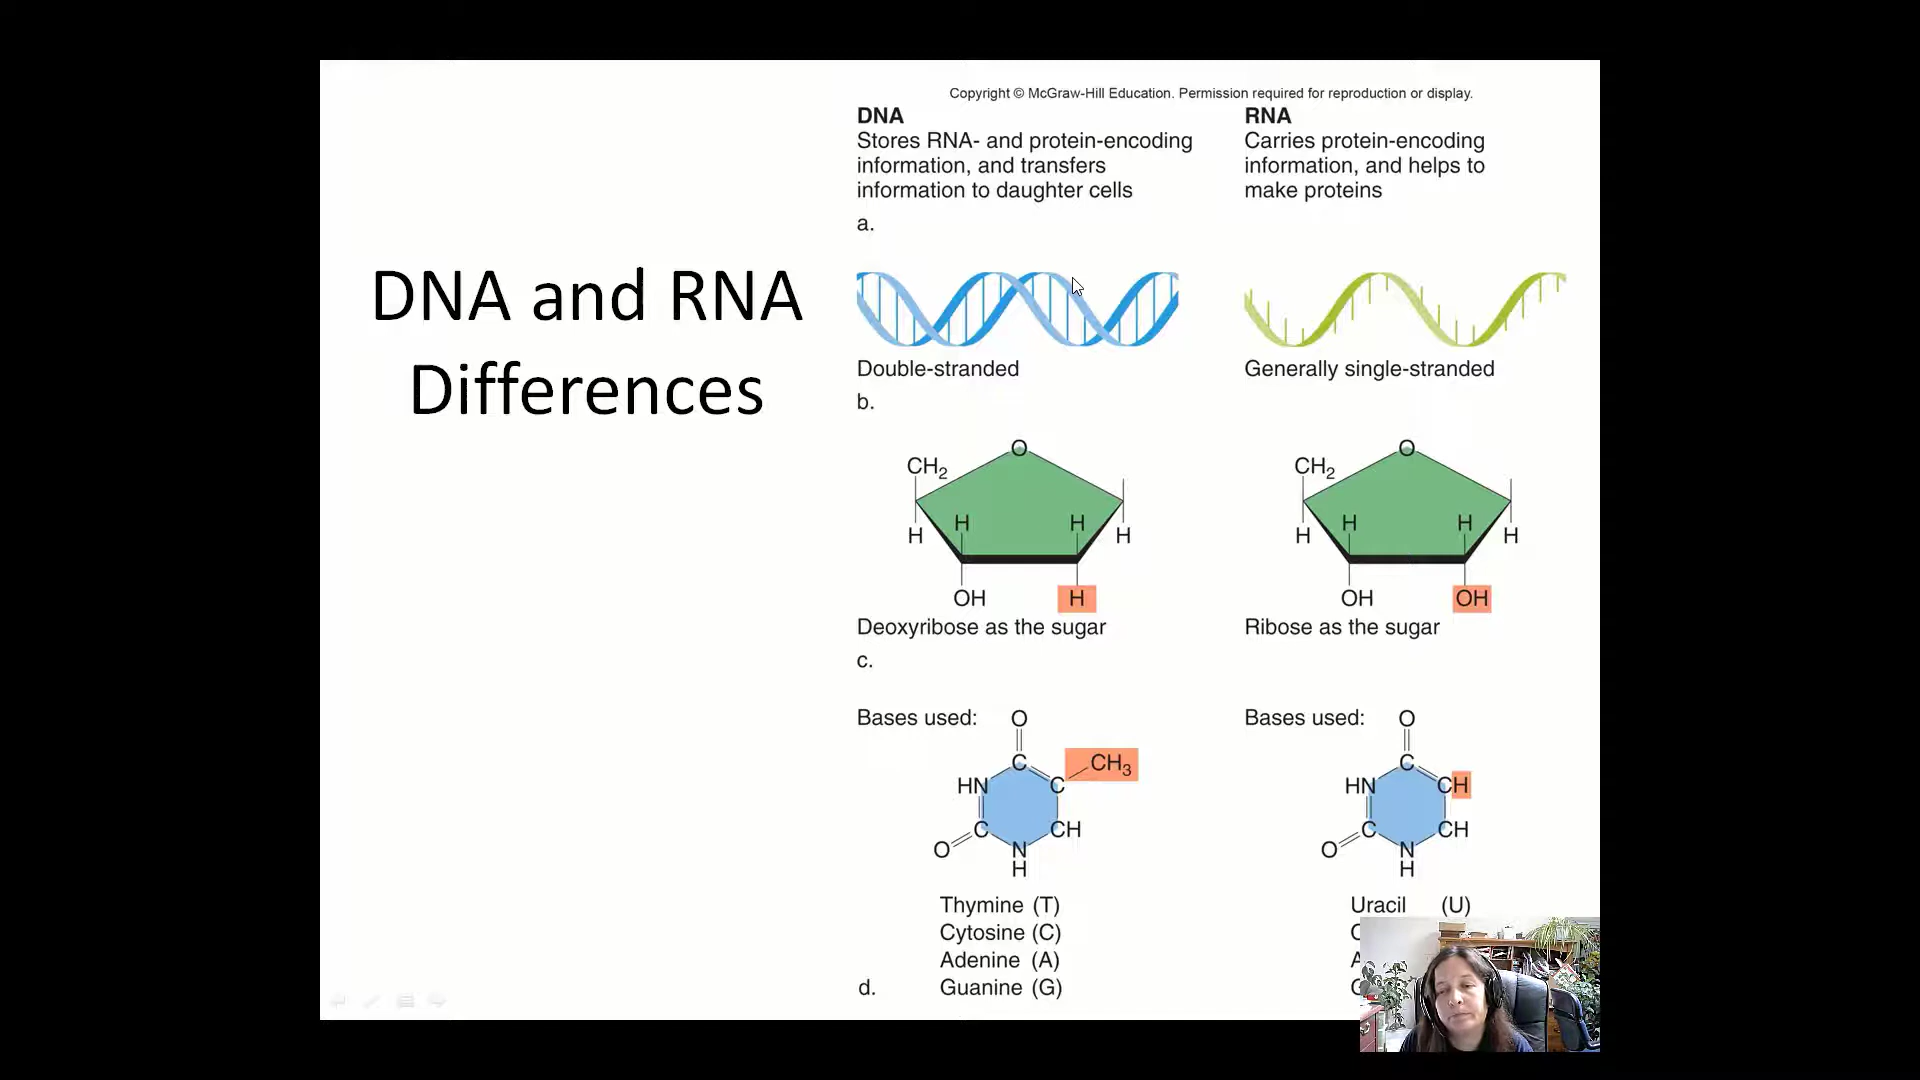 Copyright © McGraw-Hill Education. Permission required for reproduction or display.
DNA and RNA
Differences
DNA
Stores RNA- and protein-encoding
information, and transfers
information to daughter cells
RNA
Carries protein-encoding
information, and helps to
make proteins
a.
Double-stranded
Generally single-stranded
b.
O
CH2
H
H
H
H
OH
H
Deoxyribose as the sugar
O
CH2
H
H
H
H
OH
OH
Ribose as the sugar
c.
Bases used:
O
C
CH3
HN
C
C
CH
O
N
H
Thymine (T)
Cytosine (C)
Adenine (A)
d. Guanine (G)
Bases used:
O
C
HN
CH
C
CH
O
N
H
Uracil (U)